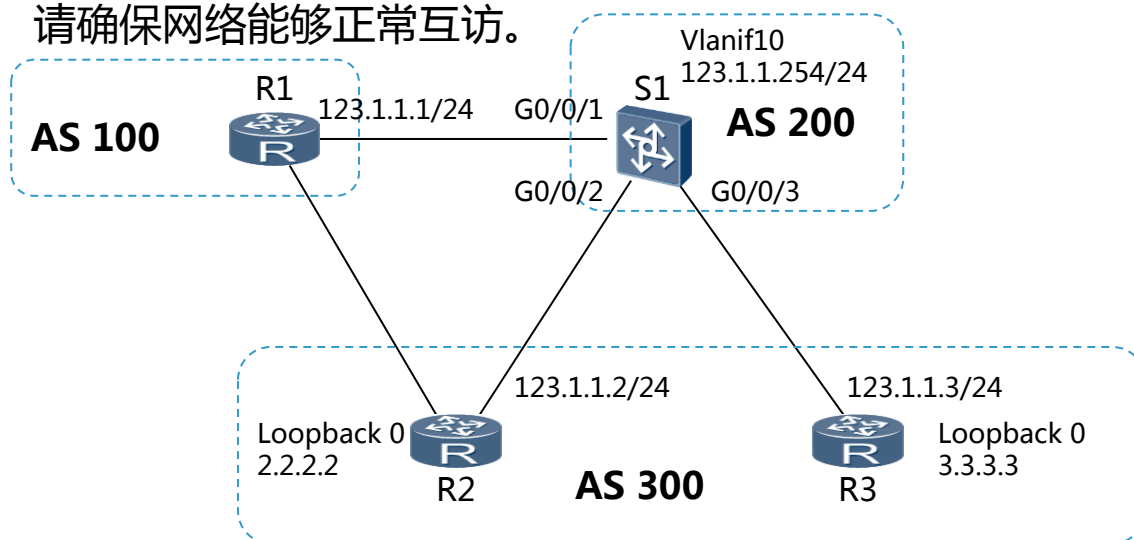 请确保网络能够正常互访。
Vlanif10
123.1.1.254/24
R1
S1
123.1.1.1/24
G0/0/1
AS 100
AS 200
R
G0/0/2
G0/0/3
123.1.1.2/24
123.1.1.3/24
Loopback 0
2.2.2.2
R
R
Loopback 0
3.3.3.3
R2
AS 300
R3